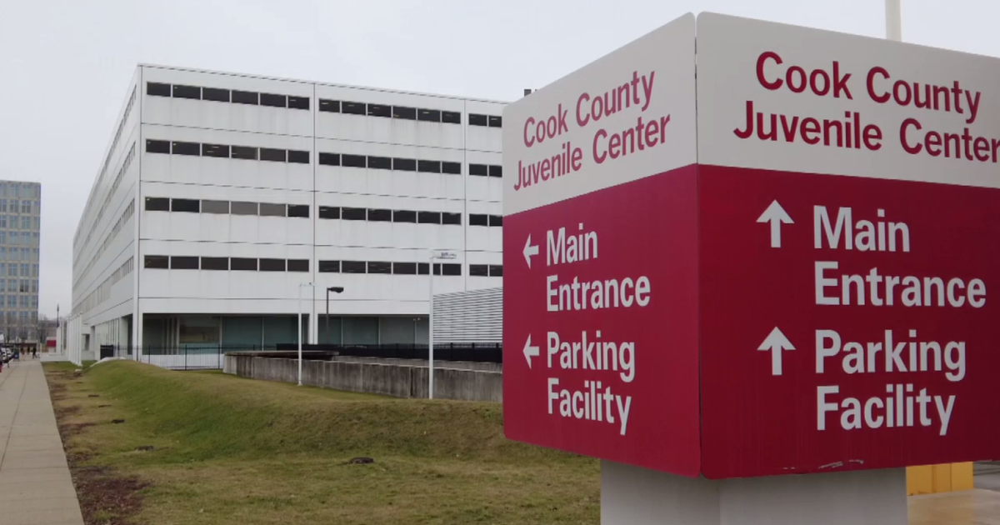 Cook County
Juvenile Center
← Main
Entrance
← Parking
Facility
Cook County
Juvenile Center
↑ Main
Entrance
↑ Parking
Facility